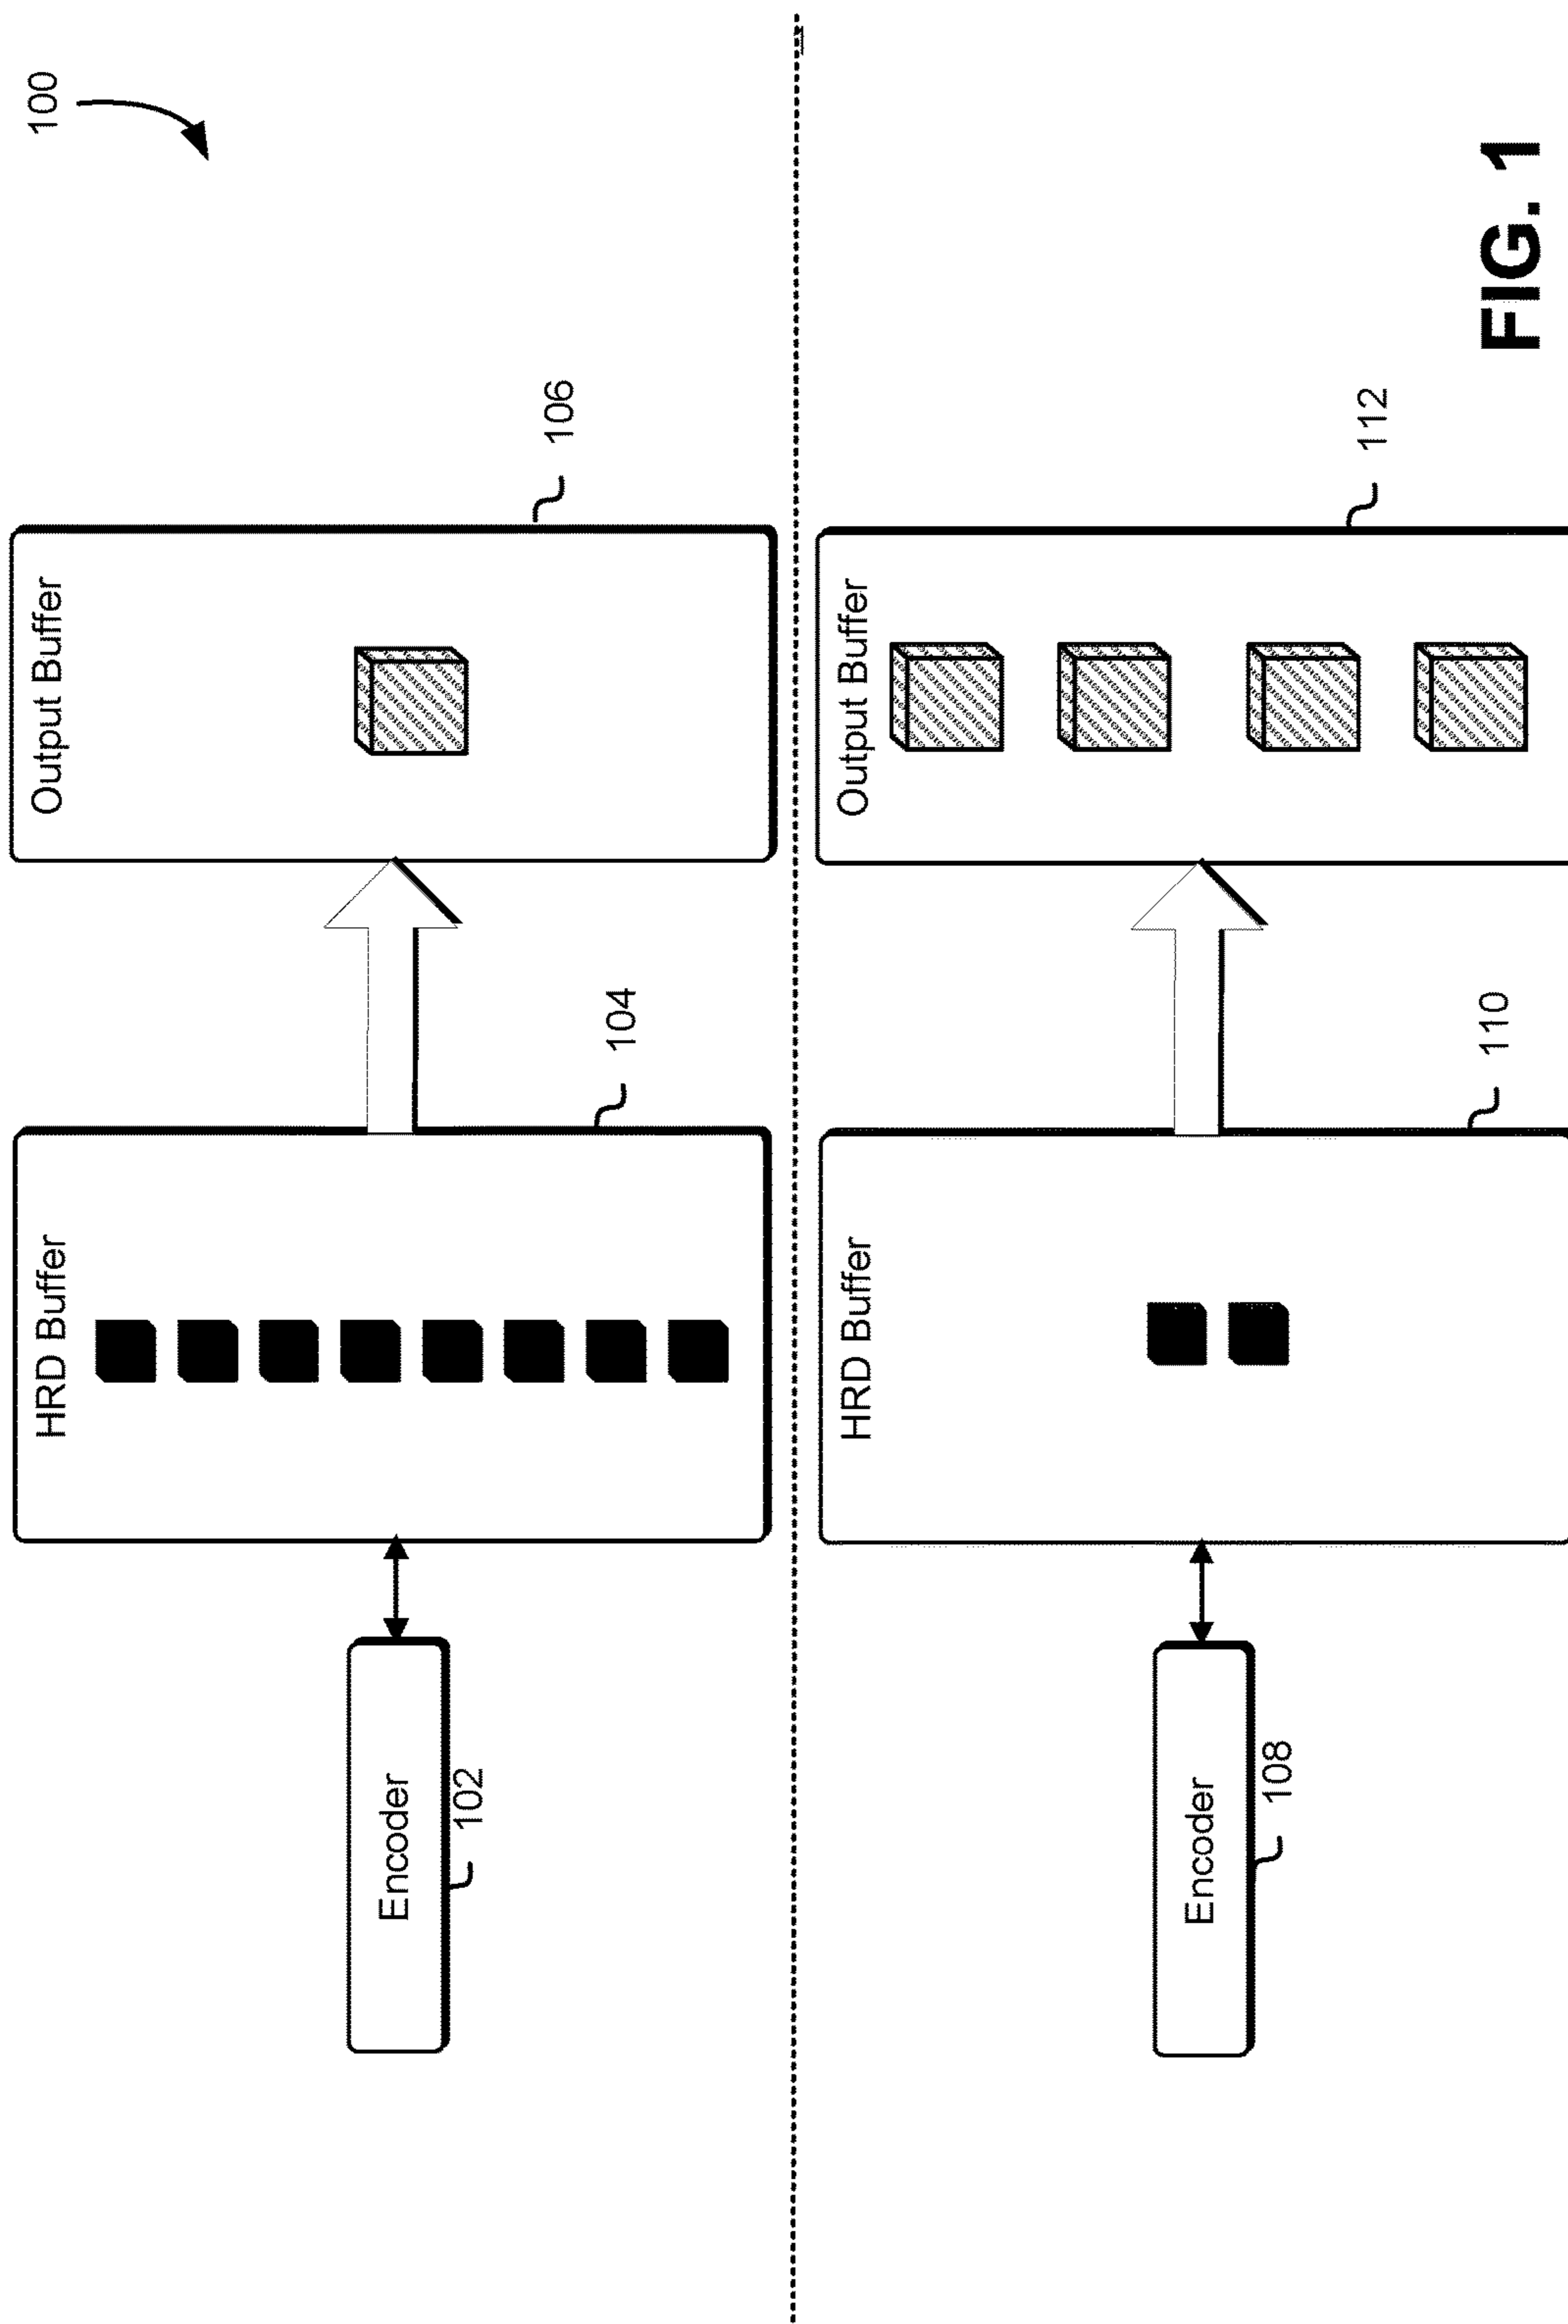 100
Encoder
102
HRD Buffer
104
Output Buffer
106
Encoder
108
HRD Buffer
110
Output Buffer
112
FIG. 1